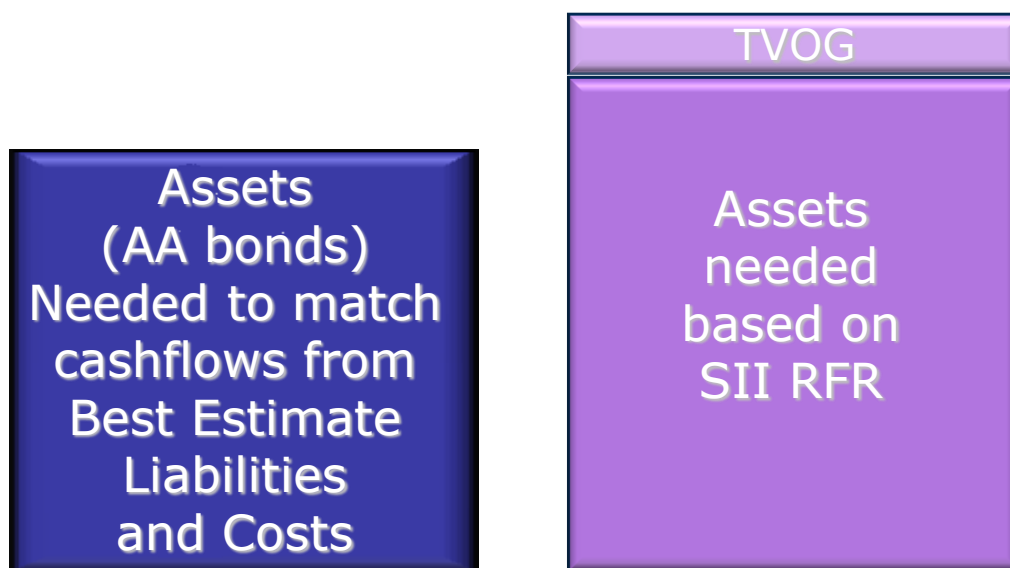 Assets
(AA bonds)
Needed to match
cashflows from
Best Estimate
Liabilities
and Costs
TVOG
Assets
needed
based on
SII RFR